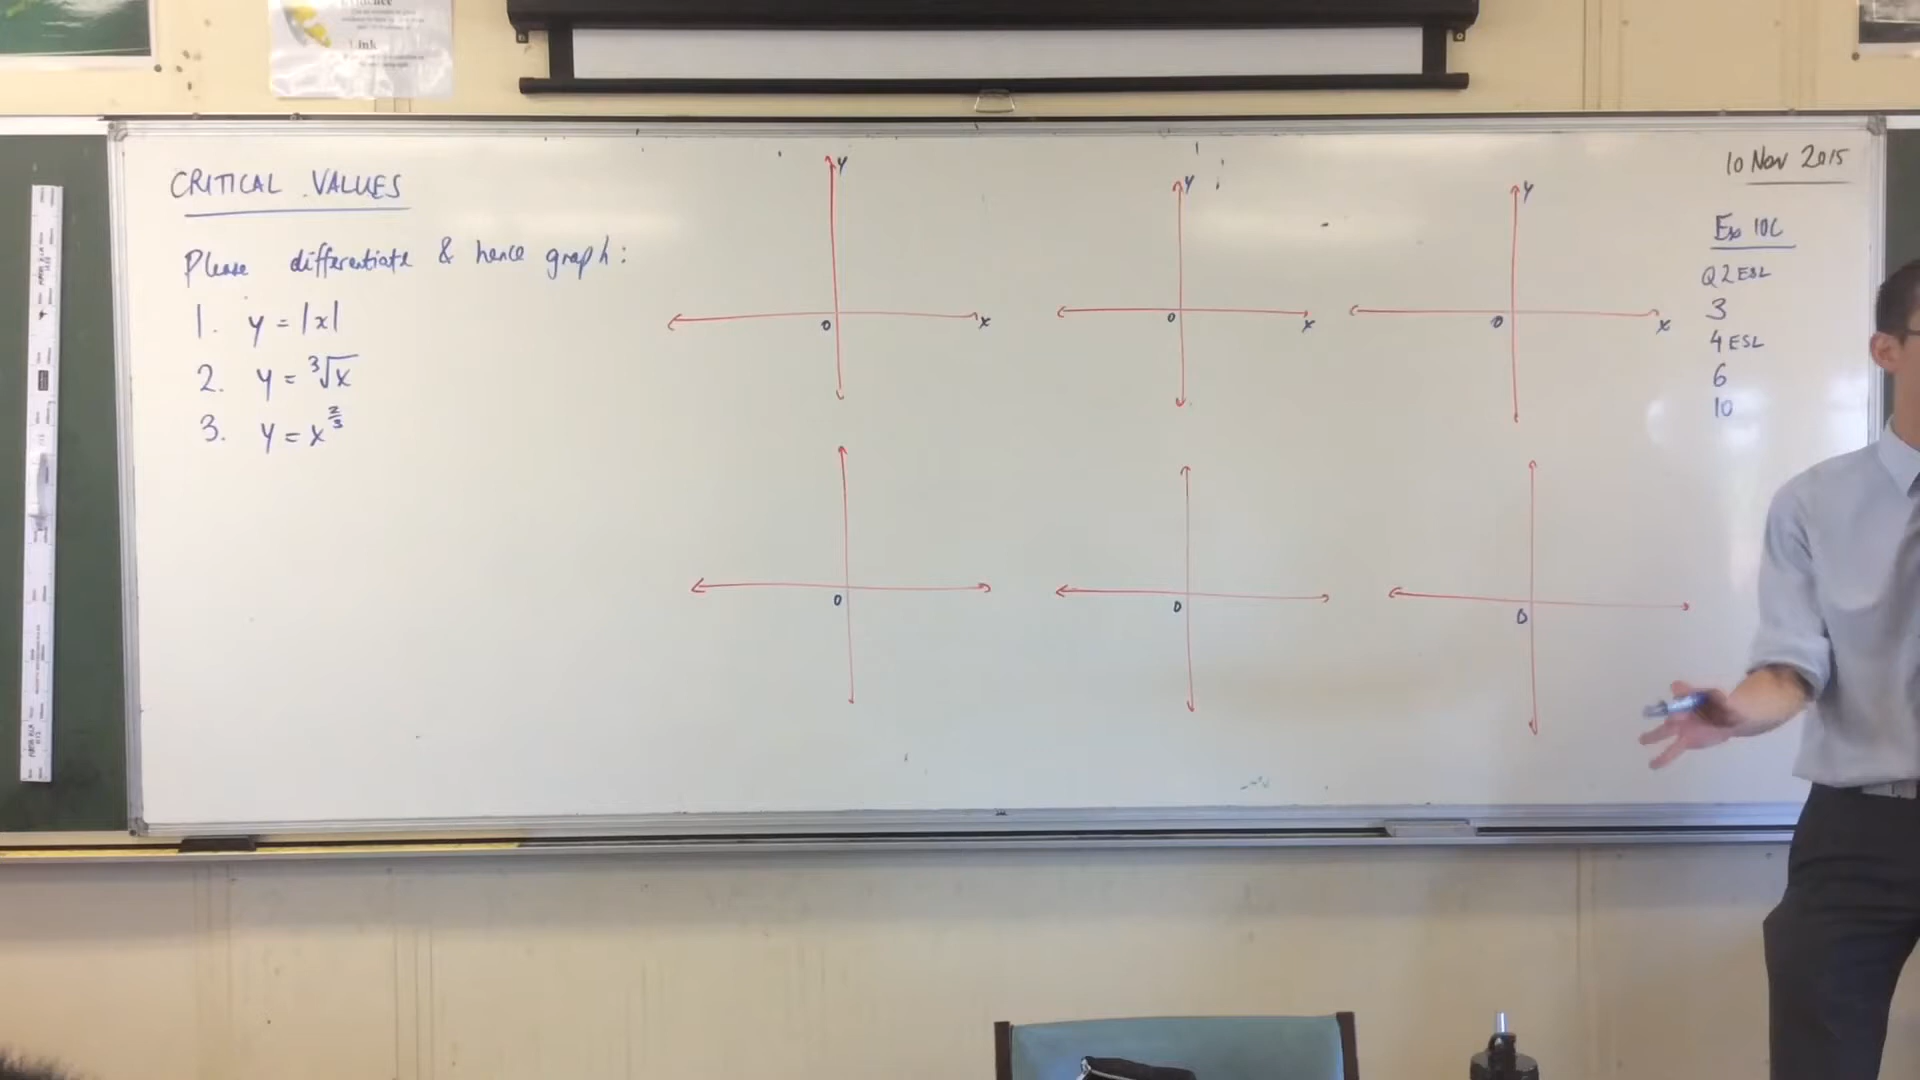 Link
CRITICAL VALUES
Please differentiate & hence graph:
1. y = |x|
2. y = ³√x
3. y = x^(2/3)
y
x
0
y
x
0
y
x
0
0
0
0
10 Nov 2015
Ex 10C
Q2 ESL
3
4 ESL
6
10